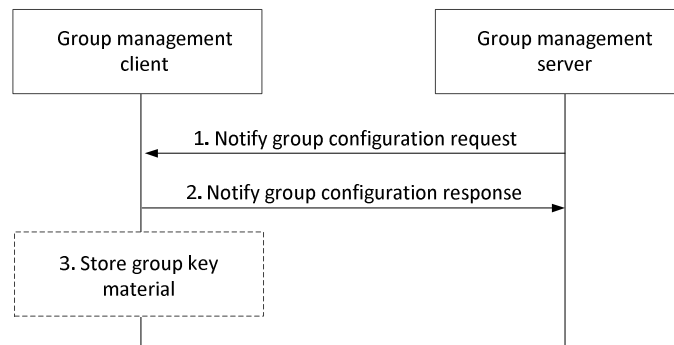 Group management
client
Group management
server
1. Notify group configuration request
2. Notify group configuration response
3. Store group key
material